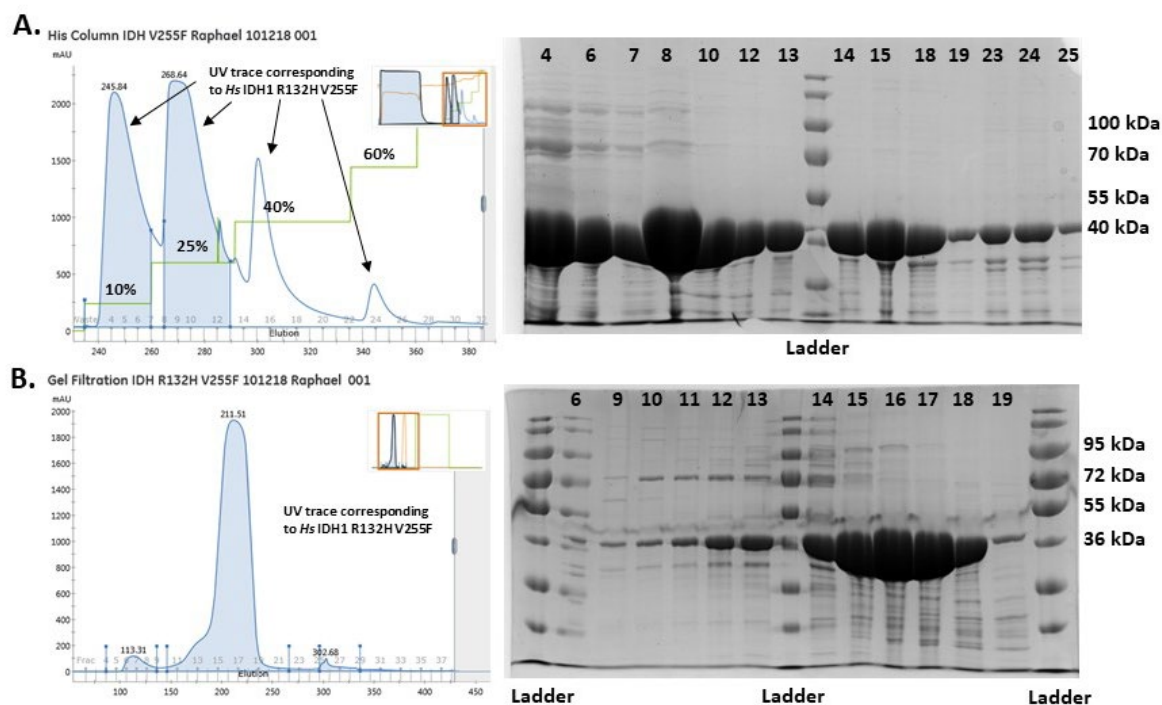 A.
His Column IDH V255F Raphael 101218 001
mAU
245.84
268.64
UV trace corresponding
to Hs IDH1 R132H V255F
10%
25%
40%
60%
2000
1500
1000
500
0
4 5 6 7 8 9 10 12 14 16 18 20 22 24 26 28 30 32
Elution
240 260 280 300 320 340 360 380
4 6 7 8 10 12 13 14 15 18 19 23 24 25
100 kDa
70 kDa
55 kDa
40 kDa
Ladder
B.
Gel Filtration IDH R132H V255F 101218 Raphael 001
mAU
211.51
UV trace corresponding
to Hs IDH1 R132H V255F
2000
1800
1600
1400
1200
1000
800
600
400
200
0
113.31
302.68
Frac 4 5 6 7 8 9 11 13 15 17 19 21 23 25 27 29 31 33 35 37
Elution
100 150 200 250 300 350 400 450
6 9 10 11 12 13 14 15 16 17 18 19
95 kDa
72 kDa
55 kDa
36 kDa
Ladder Ladder Ladder